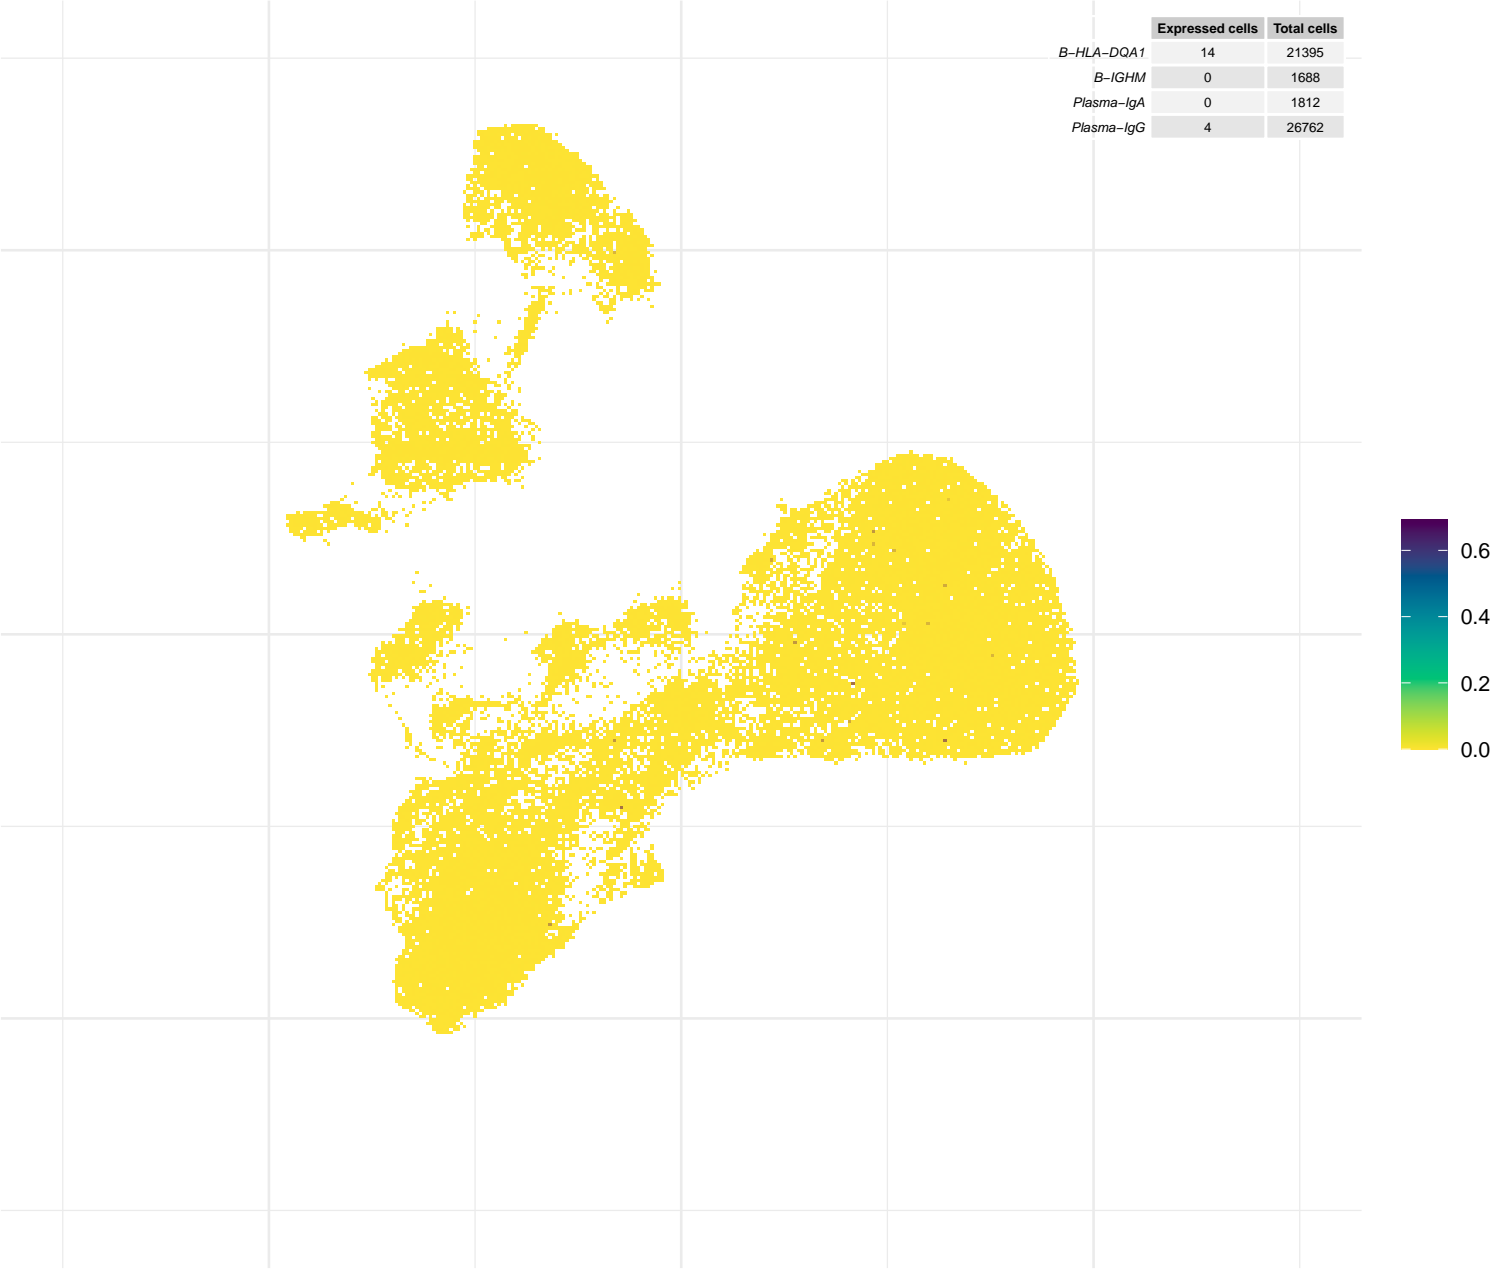 Expressed cells Total cells
B−HLA−DQA1 14 21395
B−IGHM 0 1688
Plasma−IgA 0 1812
Plasma−IgG 4 26762
0.6
0.4
0.2
0.0